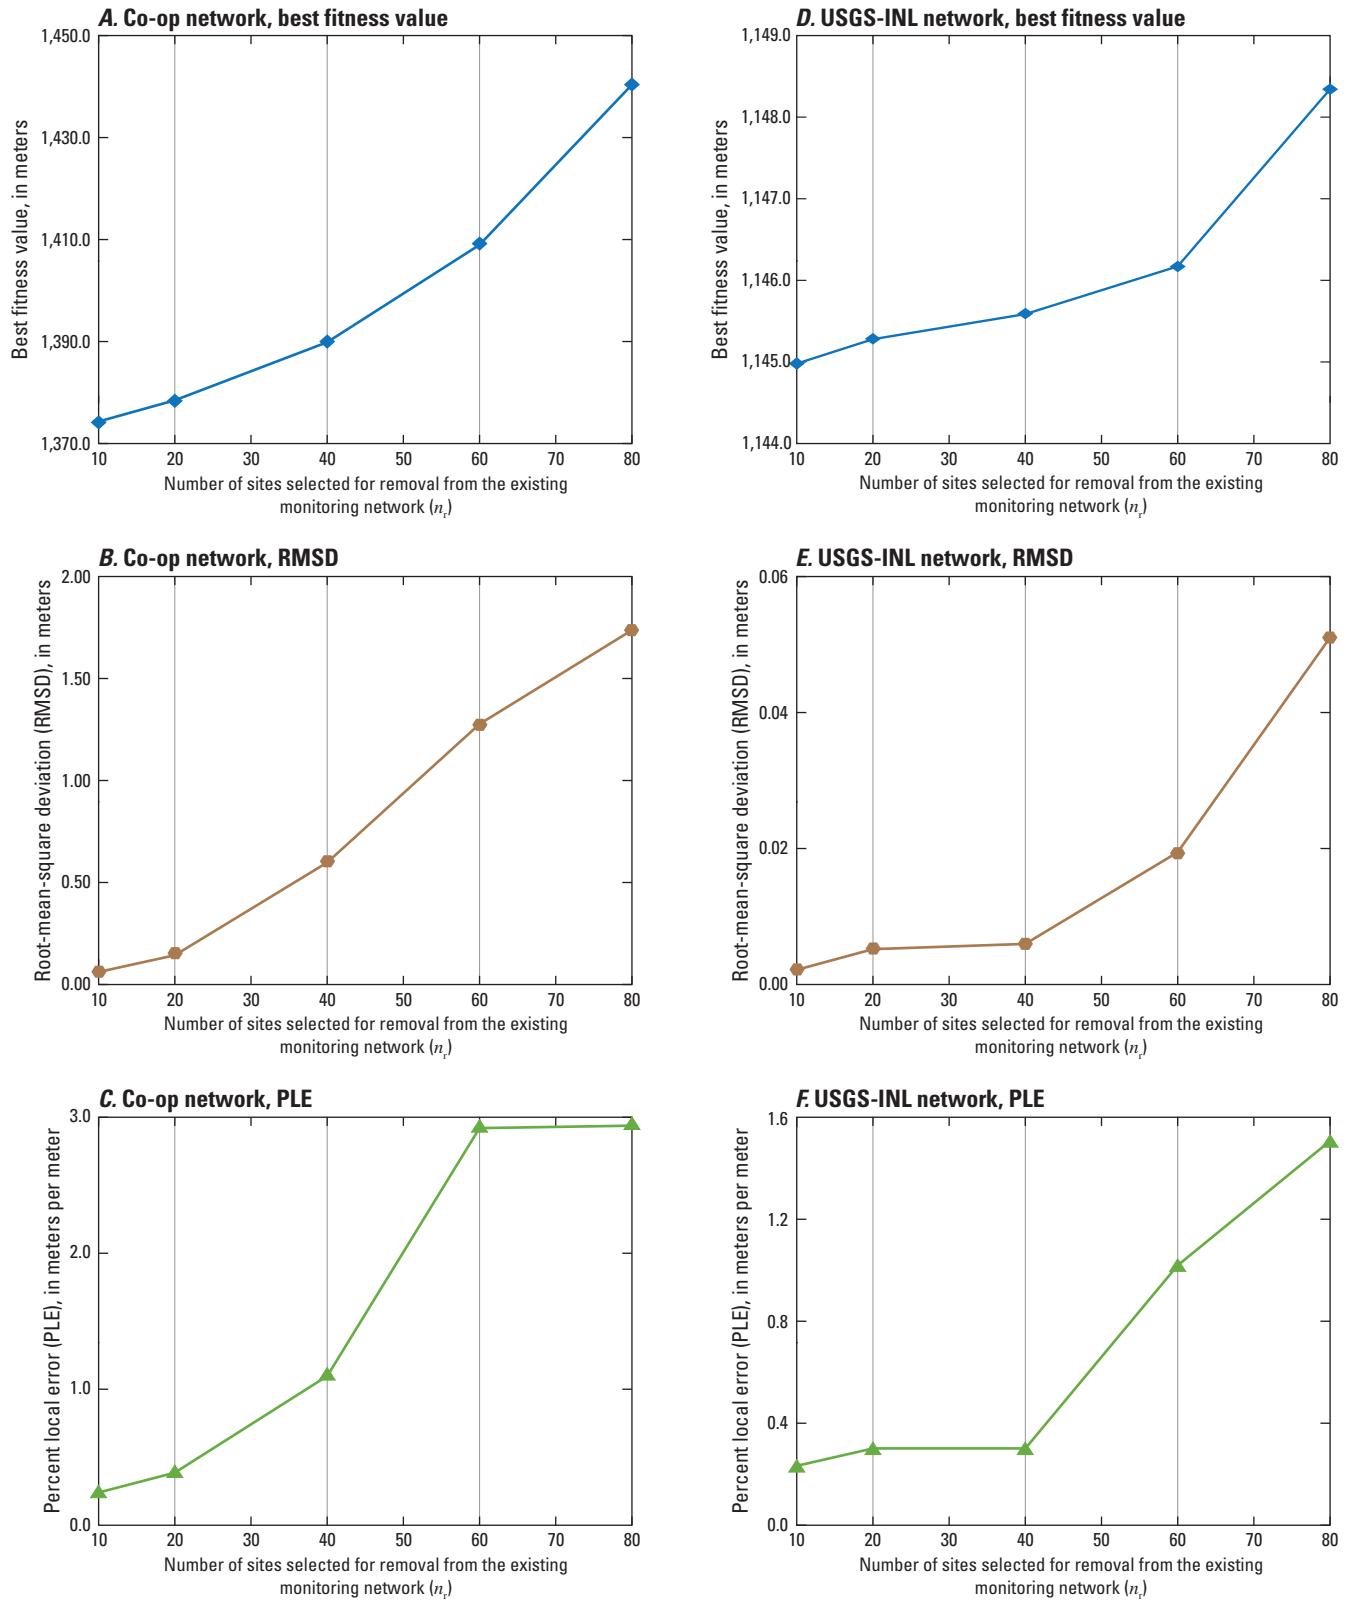 A. Co-op network, best fitness value
1,450.0
1,430.0
1,410.0
1,390.0
1,370.0
Best fitness value, in meters
10 20 30 40 50 60 70 80
Number of sites selected for removal from the existing
monitoring network (nr)
D. USGS-INL network, best fitness value
1,149.0
1,148.0
1,147.0
1,146.0
1,145.0
1,144.0
Best fitness value, in meters
10 20 30 40 50 60 70 80
Number of sites selected for removal from the existing
monitoring network (nr)
B. Co-op network, RMSD
2.00
1.50
1.00
0.50
0.00
Root-mean-square deviation (RMSD), in meters
10 20 30 40 50 60 70 80
Number of sites selected for removal from the existing
monitoring network (nr)
E. USGS-INL network, RMSD
0.06
0.04
0.02
0.00
Root-mean-square deviation (RMSD), in meters
10 20 30 40 50 60 70 80
Number of sites selected for removal from the existing
monitoring network (nr)
C. Co-op network, PLE
3.0
2.0
1.0
0.0
Percent local error (PLE), in meters per meter
10 20 30 40 50 60 70 80
Number of sites selected for removal from the existing
monitoring network (nr)
F. USGS-INL network, PLE
1.6
1.2
0.8
0.4
0.0
Percent local error (PLE), in meters per meter
10 20 30 40 50 60 70 80
Number of sites selected for removal from the existing
monitoring network (nr)